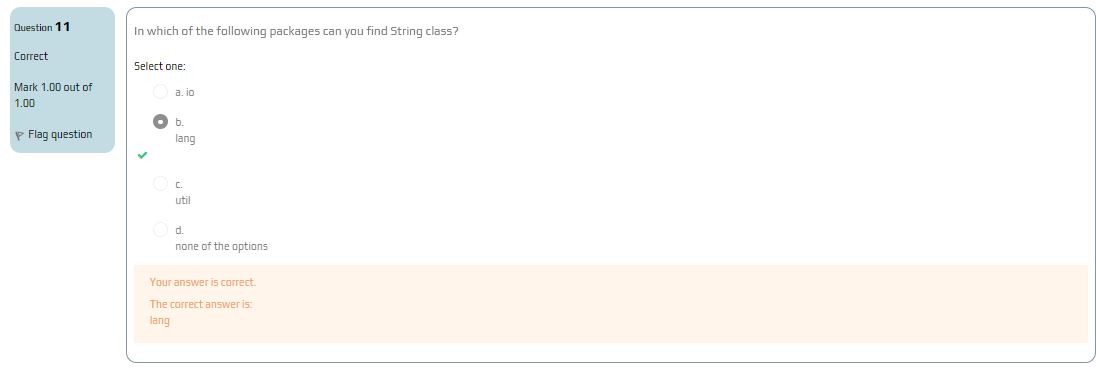 Question 11
Correct
Mark 1.00 out of
1.00
Flag question
In which of the following packages can you find String class?
Select one:
a. io
b.
lang
c.
util
d.
none of the options
Your answer is correct.
The correct answer is:
lang